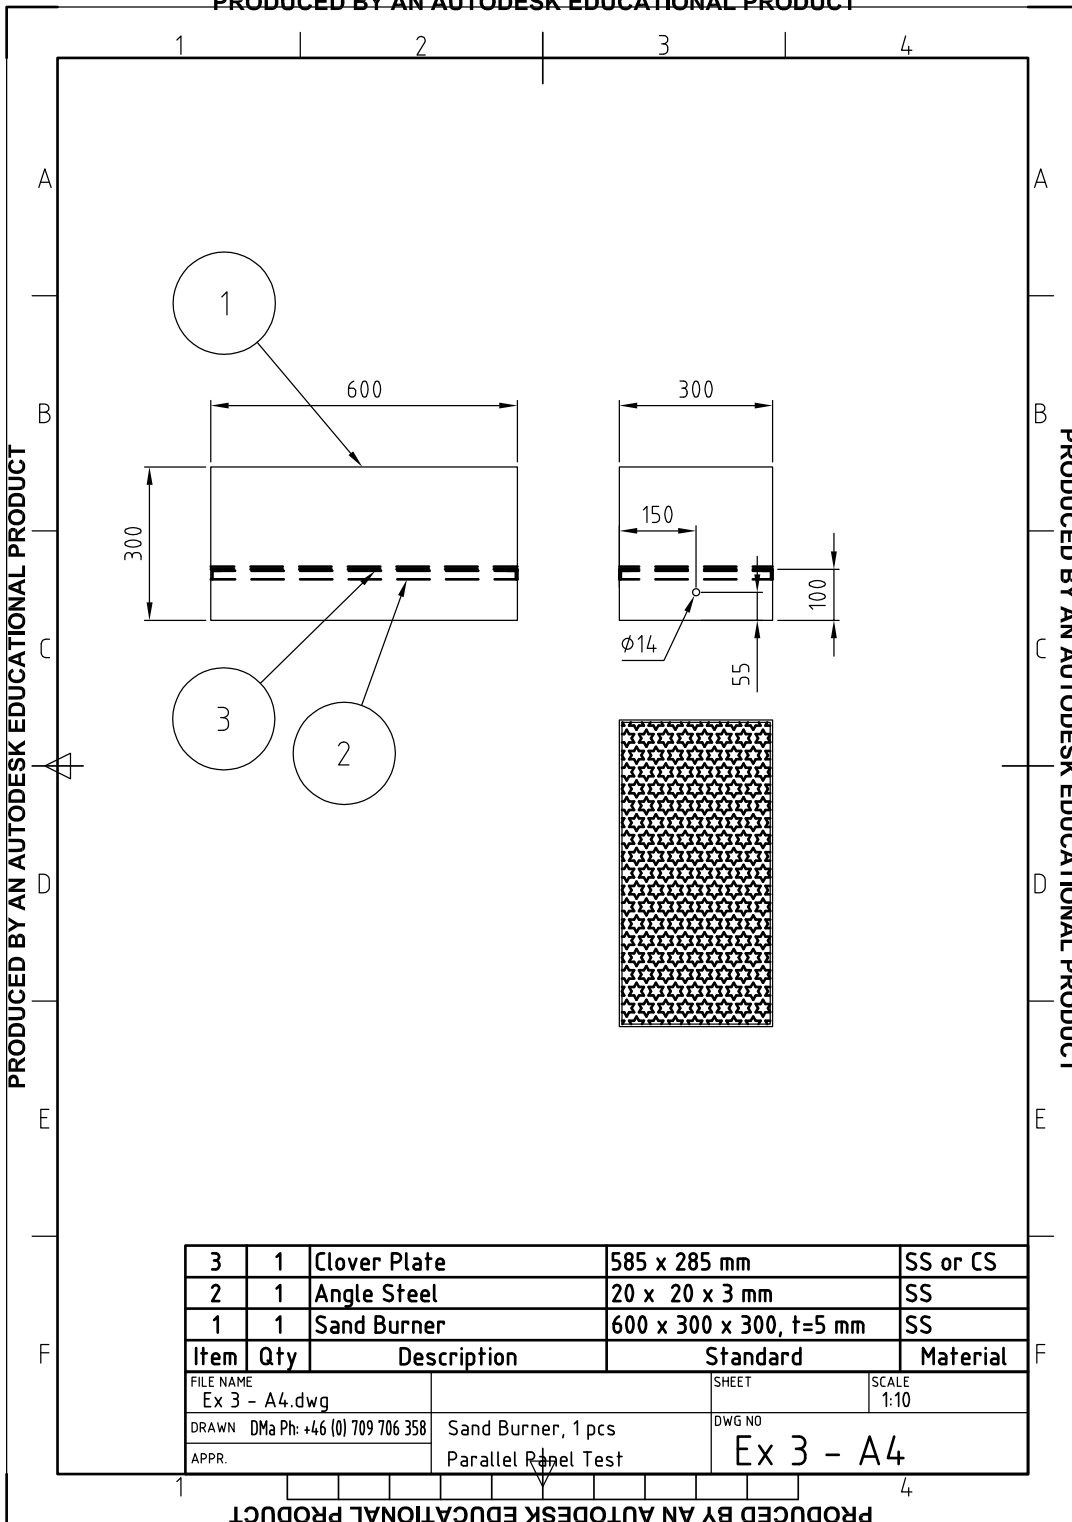 PRODUCED BY AN AUTODESK EDUCATIONAL PRODUCT
1 2 3 4
A A
1
600 300
B B
PRODUCED BY AN AUTODESK EDUCATIONAL PRODUCT
PRODUCED BY AN AUTODESK EDUCATIONAL PRODUCT
150
300
100
ϕ14
55
C C
3
2
D D
E E
3 1 Clover Plate 585 x 285 mm SS or CS
2 1 Angle Steel 20 x 20 x 3 mm SS
1 1 Sand Burner 600 x 300 x 300, t=5 mm SS
Item Qty Description Standard Material
F F
FILE NAME SHEET SCALE
Ex 3 - A4.dwg 1:10
DRAWN DMa Ph: +46 (0) 709 706 358 Sand Burner, 1 pcs DWG NO
APPR. Parallel Panel Test Ex 3 - A4
1 4
PRODUCED BY AN AUTODESK EDUCATIONAL PRODUCT